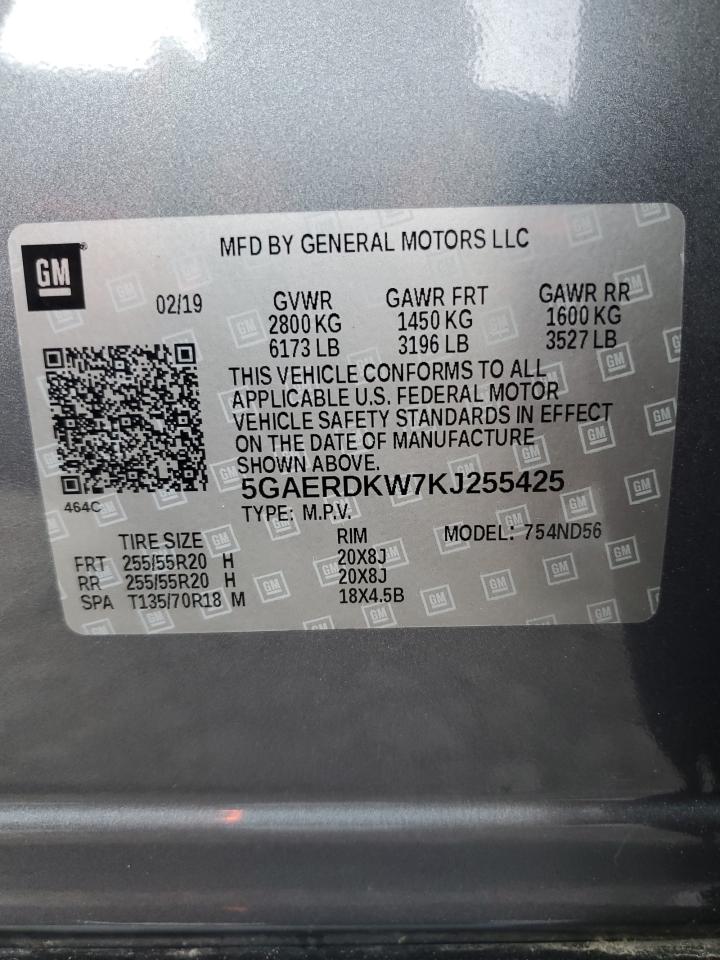 GM
MFD BY GENERAL MOTORS LLC
02/19 GVWR GAWR FRT GAWR RR
2800 KG 1450 KG 1600 KG
6173 LB 3196 LB 3527 LB
THIS VEHICLE CONFORMS TO ALL
APPLICABLE U.S. FEDERAL MOTOR
VEHICLE SAFETY STANDARDS IN EFFECT
ON THE DATE OF MANUFACTURE
SHOWN ABOVE.
5GAERDKW7KJ255425
464C
TYPE: M.P.V. MODEL: 754ND56
TIRE SIZE RIM
FRT 255/55R20 H 20X8J
RR 255/55R20 H 20X8J
SPA T135/70R18 M 18X4.5B